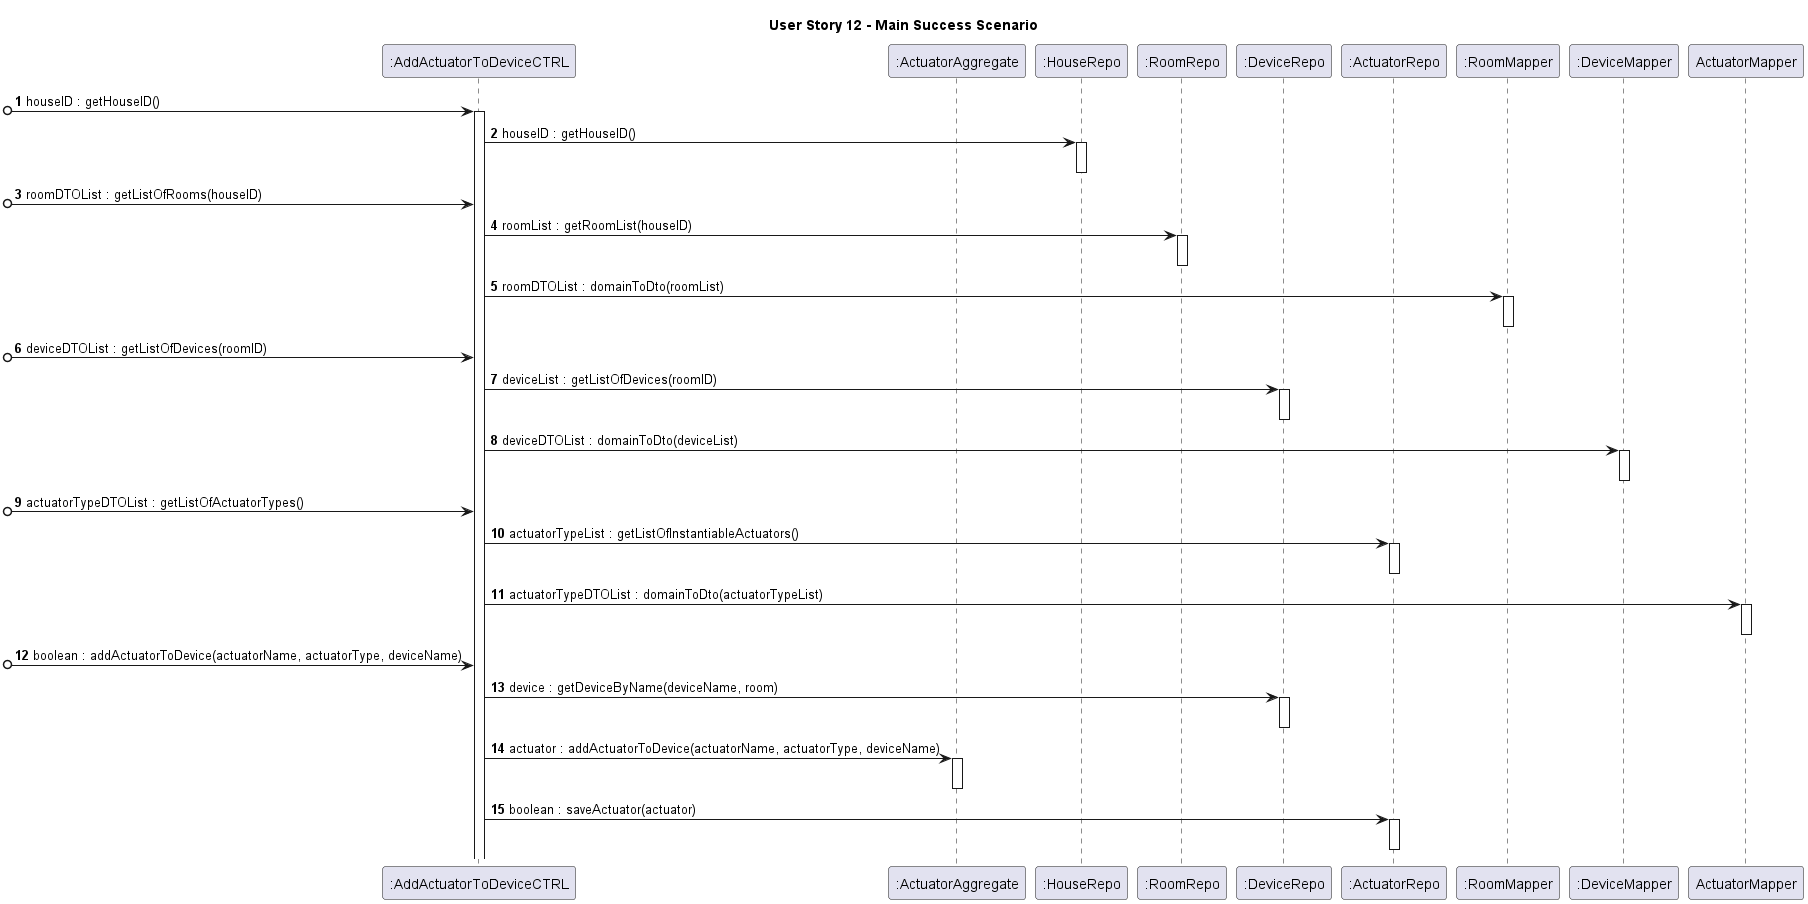 User Story 12 - Main Success Scenario
:AddActuatorToDeviceCTRL
:ActuatorAggregate
:HouseRepo
:RoomRepo
:DeviceRepo
:ActuatorRepo
:RoomMapper
:DeviceMapper
ActuatorMapper
1 houseID : getHouseID()
2 houseID : getHouseID()
3 roomDTOList : getListOfRooms(houseID)
4 roomList : getRoomList(houseID)
5 roomDTOList : domainToDto(roomList)
6 deviceDTOList : getListOfDevices(roomID)
7 deviceList : getListOfDevices(roomID)
8 deviceDTOList : domainToDto(deviceList)
9 actuatorTypeDTOList : getListOfActuatorTypes()
10 actuatorTypeList : getListOfInstantiableActuators()
11 actuatorTypeDTOList : domainToDto(actuatorTypeList)
12 boolean : addActuatorToDevice(actuatorName, actuatorType, deviceName)
13 device : getDeviceByName(deviceName, room)
14 actuator : addActuatorToDevice(actuatorName, actuatorType, deviceName)
15 boolean : saveActuator(actuator)
:AddActuatorToDeviceCTRL
:ActuatorAggregate
:HouseRepo
:RoomRepo
:DeviceRepo
:ActuatorRepo
:RoomMapper
:DeviceMapper
ActuatorMapper